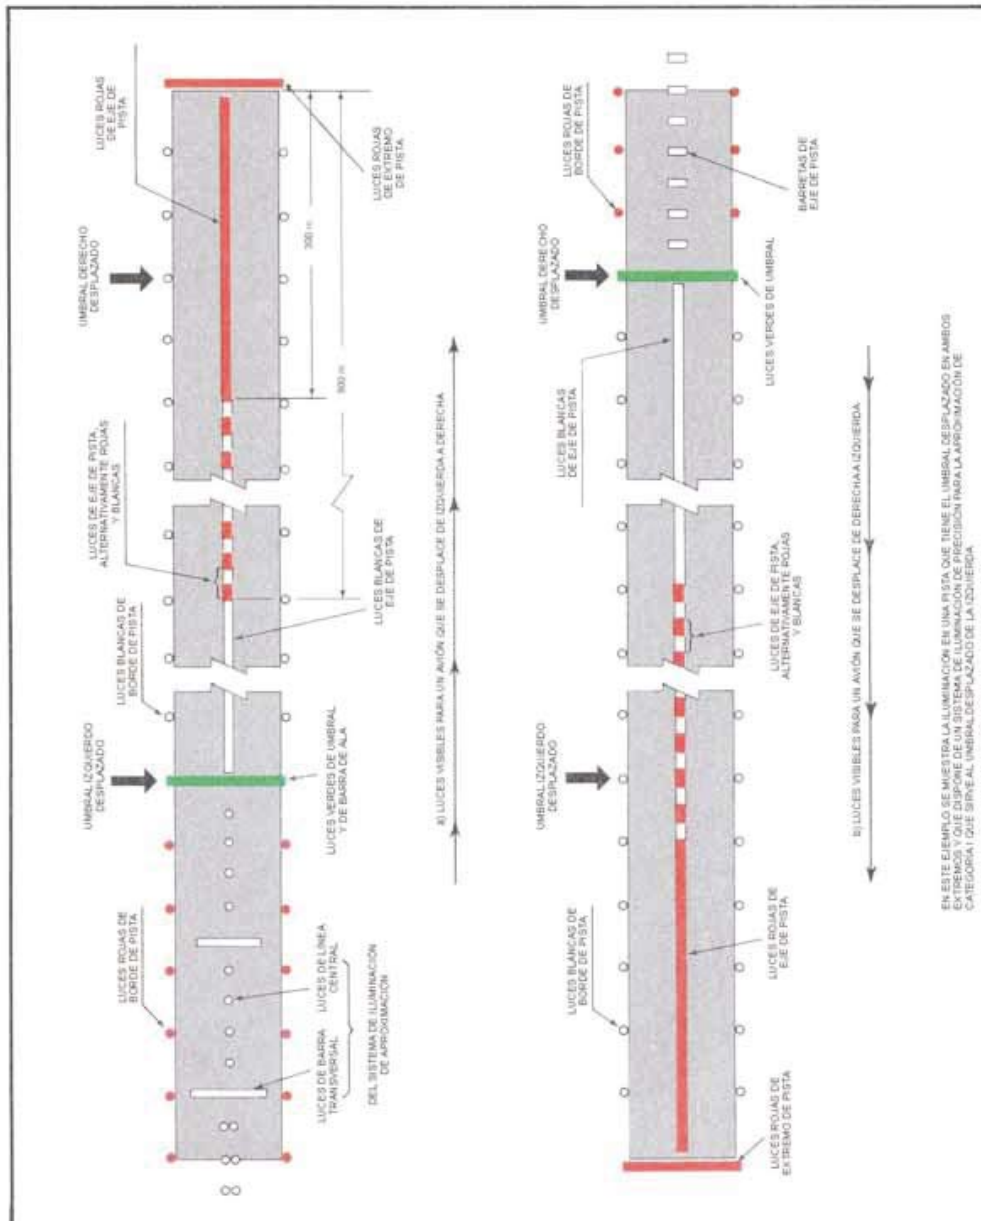 LUCES ROJAS DE
BORDE DE PISTA
UMBRAL IZQUIERDO
DESPLAZADO
LUCES BLANCAS DE
BORDE DE PISTA
LUCES DE EJE DE PISTA,
ALTERNATIVAMENTE ROJAS
Y BLANCAS
UMBRAL DERECHO
DESPLAZADO
LUCES ROJAS
DE EJE DE
PISTA
LUCES DE BARRA
TRANSVERSAL
LUCES DE LÍNEA
CENTRAL
DEL SISTEMA DE ILUMINACIÓN
DE APROXIMACIÓN
LUCES VERDES DE UMBRAL
Y DE BARRA DE ALA
LUCES BLANCAS DE
EJE DE PISTA
300 m
900 m
LUCES ROJAS
DE EXTREMO
DE PISTA
A) LUCES VISIBLES PARA UN AVIÓN QUE SE DESPLACE DE IZQUIERDA A DERECHA
LUCES BLANCAS DE
BORDE DE PISTA
UMBRAL IZQUIERDO
DESPLAZADO
LUCES BLANCAS
DE EJE DE PISTA
UMBRAL DERECHO
DESPLAZADO
LUCES ROJAS DE
BORDE DE PISTA
LUCES ROJAS DE
EXTREMO DE PISTA
LUCES ROJAS DE
EJE DE PISTA
LUCES DE EJE DE PISTA,
ALTERNATIVAMENTE ROJAS
Y BLANCAS
LUCES VERDES DE UMBRAL
BARRETAS DE
EJE DE PISTA
B) LUCES VISIBLES PARA UN AVIÓN QUE SE DESPLACE DE DERECHA A IZQUIERDA
EN ESTE EJEMPLO SE MUESTRA LA ILUMINACIÓN EN UNA PISTA QUE TIENE EL UMBRAL DESPLAZADO EN AMBOS
EXTREMOS Y QUE DISPONE DE UN SISTEMA DE ILUMINACIÓN DE PRECISIÓN PARA LA APROXIMACIÓN DE
CATEGORÍA I QUE SIRVE AL UMBRAL DESPLAZADO DE LA IZQUIERDA